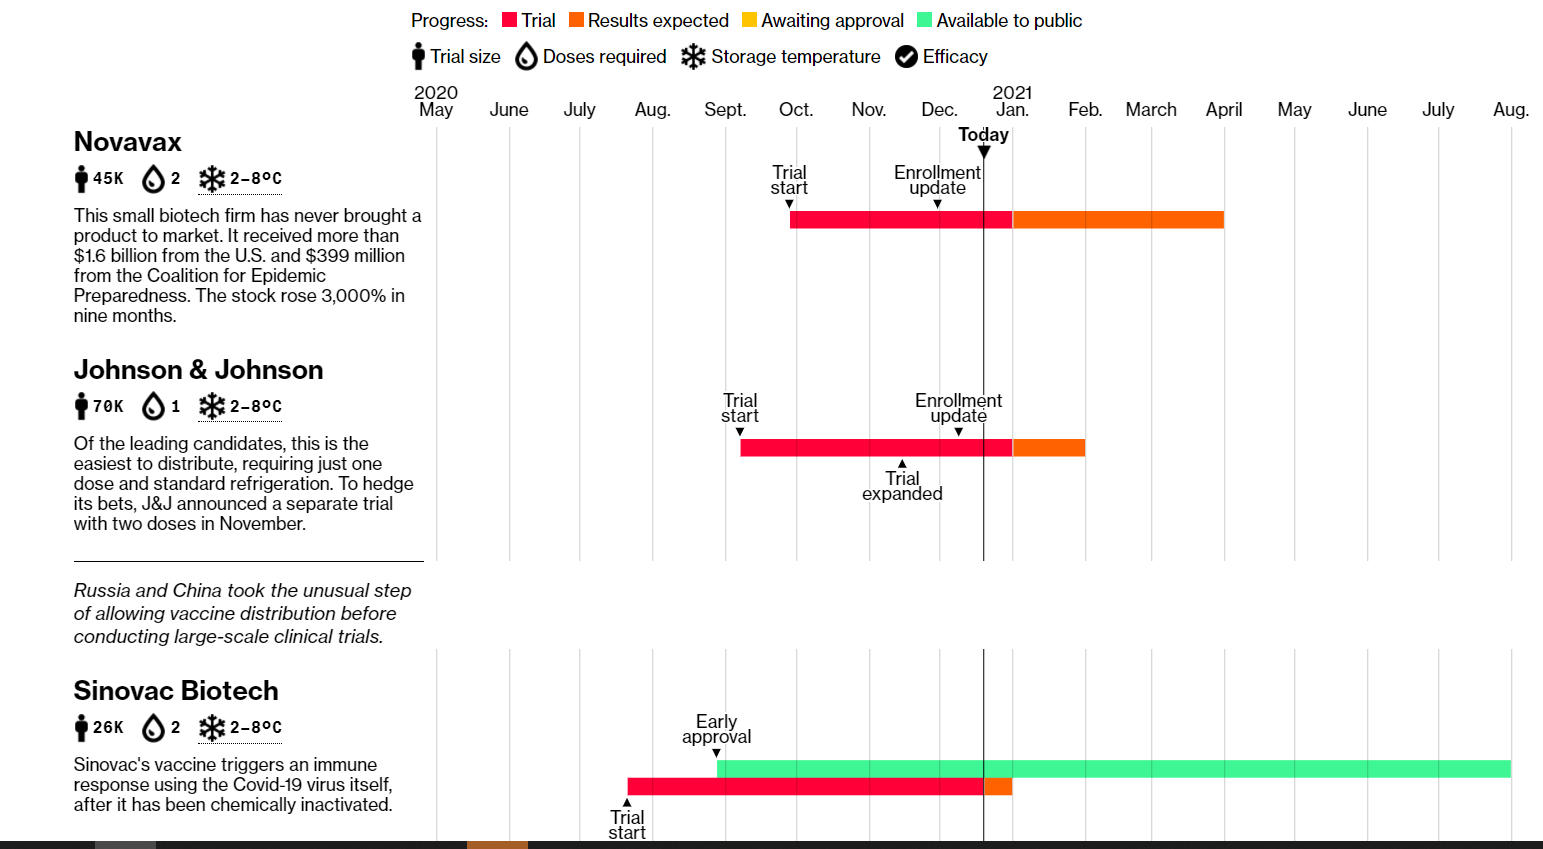 Progress: Trial Results expected Awaiting approval Available to public
Trial size Doses required Storage temperature Efficacy
2020 2021
May June July Aug. Sept. Oct. Nov. Dec. Jan. Feb. March April May June July Aug.
Today
Novavax
45K 2 2–8ºC
This small biotech firm has never brought a
product to market. It received more than
$1.6 billion from the U.S. and $399 million
from the Coalition for Epidemic
Preparedness. The stock rose 3,000% in
nine months.
Trial
start
Enrollment
update
Johnson & Johnson
70K 1 2–8ºC
Of the leading candidates, this is the
easiest to distribute, requiring just one
dose and standard refrigeration. To hedge
its bets, J&J announced a separate trial
with two doses in November.
Trial
start
Enrollment
update
Trial
expanded
Russia and China took the unusual step
of allowing vaccine distribution before
conducting large-scale clinical trials.
Sinovac Biotech
26K 2 2–8ºC
Sinovac's vaccine triggers an immune
response using the Covid-19 virus itself,
after it has been chemically inactivated.
Early
approval
Trial
start